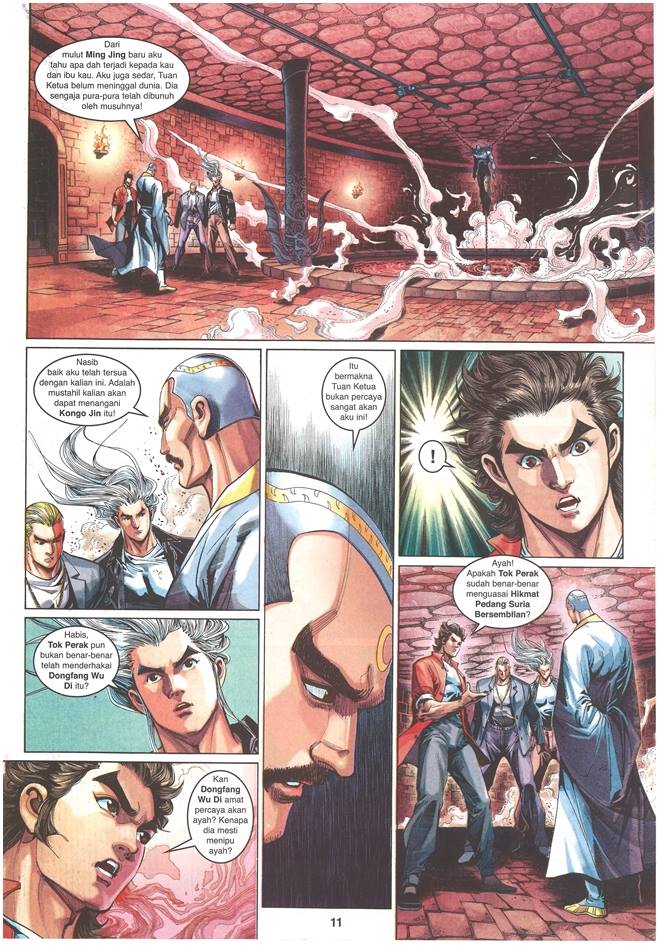 Dari
mulut Ming Jing baru aku
tahu apa dah terjadi kepada kau
dan ibu kau. Aku juga sedar, Tuan
Ketua belum meninggal dunia. Dia
sengaja pura-pura telah dibunuh
oleh musuhnya!
Nasib
baik aku telah tersua
dengan kalian ini. Adalah
mustahil kalian akan
dapat menangani
Kongo Jin itu!
Habis,
Tok Perak pun
bukan benar-benar
telah menderhakai
Dongfang Wu
Di itu?
Kan
Dongfang
Wu Di amat
percaya akan
ayah? Kenapa
dia mesti
menipu
ayah?
Itu
bermakna
Tuan Ketua
bukan percaya
sangat akan
aku ini!
!
Ayah!
Apakah Tok Perak
sudah benar-benar
menguasai Hikmat
Pedang Suria
Bersembilan?
11